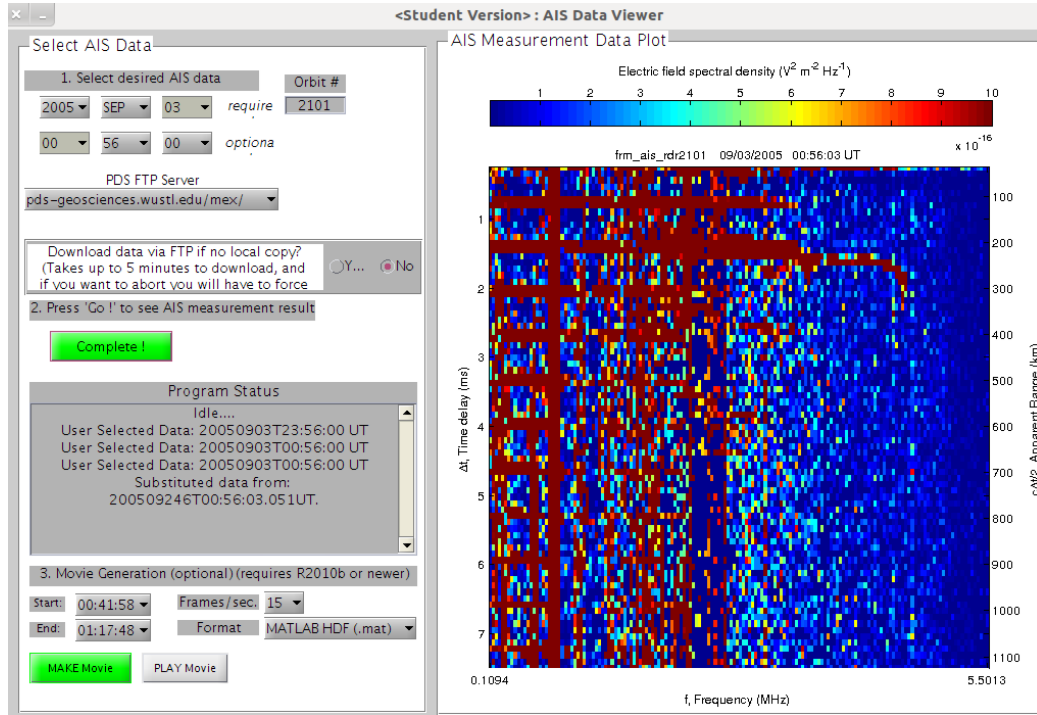 <Student Version> : AIS Data Viewer
Select AIS Data
1. Select desired AIS data
Orbit #
2005 SEP 03 require 2101
00 56 00 optiona
PDS FTP Server
pds-geosciences.wustl.edu/mex/
Download data via FTP if no local copy?
(Takes up to 5 minutes to download, and
if you want to abort you will have to force
Y... No
2. Press 'Go !' to see AIS measurement result
Complete !
Program Status
Idle....
User Selected Data: 20050903T23:56:00 UT
User Selected Data: 20050903T00:56:00 UT
User Selected Data: 20050903T00:56:00 UT
Substituted data from:
200509246T00:56:03.051UT.
3. Movie Generation (optional)(requires R2010b or newer)
Start: 00:41:58 Frames/sec. 15
End: 01:17:48 Format MATLAB HDF (.mat)
MAKE Movie PLAY Movie
AIS Measurement Data Plot
Electric field spectral density (V² m⁻² Hz⁻¹)
1 2 3 4 5 6 7 8 9 10
x 10⁻¹⁶
frm_ais_rdr2101 09/03/2005 00:56:03 UT
Δt, Time delay (ms)
1
2
3
4
5
6
7
100
200
300
400
500
600
700
800
900
1000
1100
cΔt/2, Apparent Range (km)
0.1094 5.5013
f, Frequency (MHz)